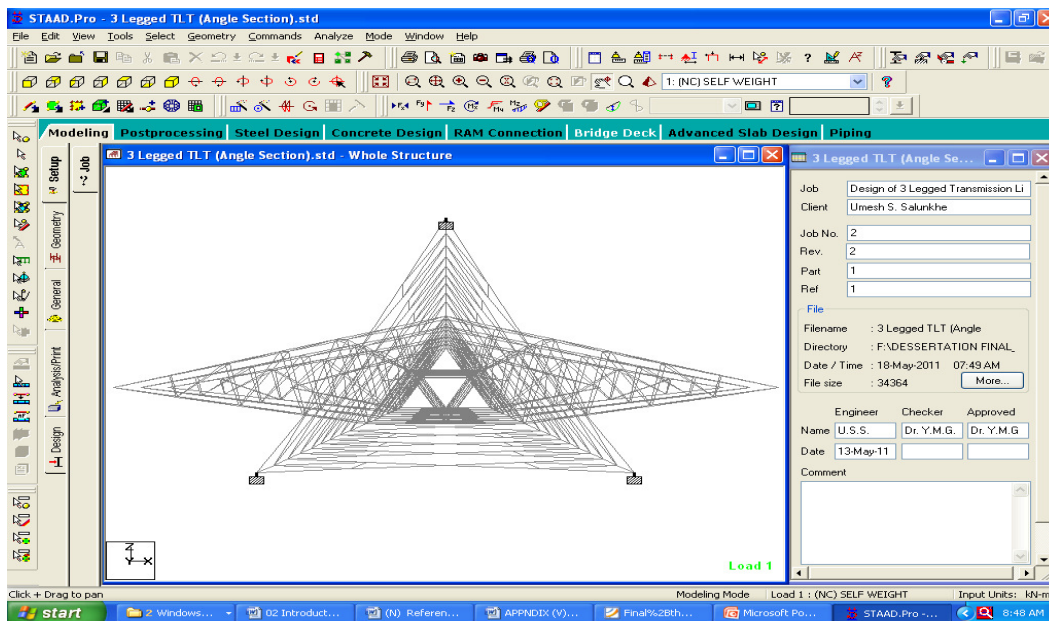 STAAD.Pro - 3 Legged TLT (Angle Section).std
File Edit View Tools Select Geometry Commands Analyze Mode Window Help
1: (NC) SELF WEIGHT
Modeling Postprocessing Steel Design Concrete Design RAM Connection Bridge Deck Advanced Slab Design Piping
Setup
Geometry
General
Analysis/Print
Design
Job
3 Legged TLT (Angle Section).std - Whole Structure
Z
X
Load 1
3 Legged TLT (Angle Se...
Job Design of 3 Legged Transmission Li
Client Umesh S. Salunkhe
Job No. 2
Rev. 2
Part 1
Ref 1
File
Filename : 3 Legged TLT (Angle
Directory : F:\DESSERTATION FINAL_
Date / Time : 18-May-2011 07:49 AM
File size : 34364 More...
Engineer Checker Approved
Name U.S.S. Dr. Y.M.G. Dr. Y.M.G
Date 13-May-11
Comment
Click + Drag to pan Modeling Mode Load 1 : (NC) SELF WEIGHT Input Units: kN-m
start 2 Windows... 02 Introduct... (N) Referen... APPNDIX (V)... Final%2Bth... Microsoft Po... STAAD.Pro -... 8:48 AM